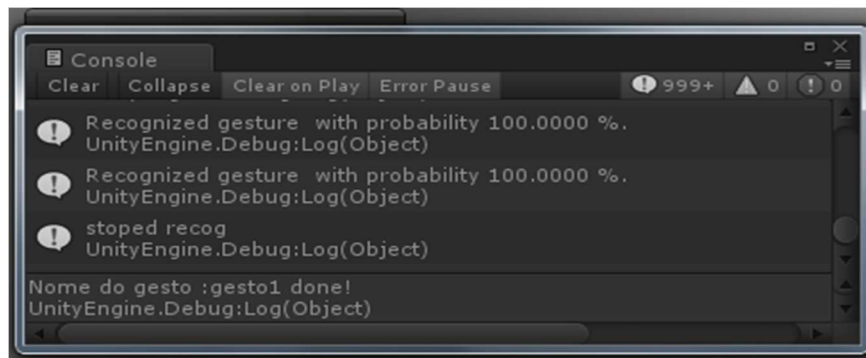 Console
Clear Collapse Clear on Play Error Pause 999+ 0 0
Recognized gesture  with probability 100.0000 %.
UnityEngine.Debug:Log(Object)
Recognized gesture  with probability 100.0000 %.
UnityEngine.Debug:Log(Object)
stoped recog
UnityEngine.Debug:Log(Object)
Nome do gesto :gesto1 done!
UnityEngine.Debug:Log(Object)